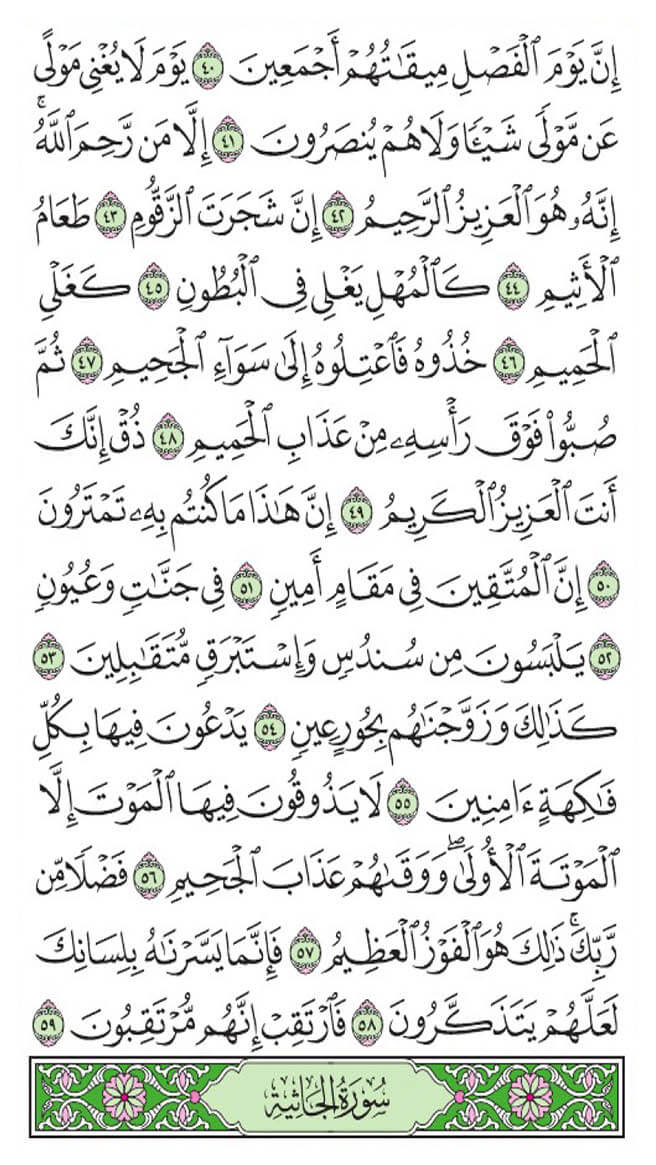 إِنَّ يَوْمَ ٱلْفَصْلِ مِيقَٰتُهُمْ أَجْمَعِينَ ٤٠ يَوْمَ لَا يُغْنِى مَوْلًى
عَن مَّوْلًى شَيْـًٔا وَلَا هُمْ يُنصَرُونَ ٤١ إِلَّا مَن رَّحِمَ ٱللَّهُ ۚ
إِنَّهُۥ هُوَ ٱلْعَزِيزُ ٱلرَّحِيمُ ٤٢ إِنَّ شَجَرَتَ ٱلزَّقُّومِ ٤٣ طَعَامُ
ٱلْأَثِيمِ ٤٤ كَٱلْمُهْلِ يَغْلِى فِى ٱلْبُطُونِ ٤٥ كَغَلْىِ
ٱلْحَمِيمِ ٤٦ خُذُوهُ فَٱعْتِلُوهُ إِلَىٰ سَوَآءِ ٱلْجَحِيمِ ٤٧ ثُمَّ
صُبُّوا۟ فَوْقَ رَأْسِهِۦ مِنْ عَذَابِ ٱلْحَمِيمِ ٤٨ ذُقْ إِنَّكَ
أَنتَ ٱلْعَزِيزُ ٱلْكَرِيمُ ٤٩ إِنَّ هَٰذَا مَا كُنتُم بِهِۦ تَمْتَرُونَ
٥٠ إِنَّ ٱلْمُتَّقِينَ فِى مَقَامٍ أَمِينٍ ٥١ فِى جَنَّٰتٍ وَعُيُونٍ
٥٢ يَلْبَسُونَ مِن سُندُسٍ وَإِسْتَبْرَقٍ مُّتَقَٰبِلِينَ ٥٣
كَذَٰلِكَ وَزَوَّجْنَٰهُم بِحُورٍ عِينٍ ٥٤ يَدْعُونَ فِيهَا بِكُلِّ
فَٰكِهَةٍ ءَامِنِينَ ٥٥ لَا يَذُوقُونَ فِيهَا ٱلْمَوْتَ إِلَّا
ٱلْمَوْتَةَ ٱلْأُولَىٰ ۖ وَوَقَىٰهُمْ عَذَابَ ٱلْجَحِيمِ ٥٦ فَضْلًا مِّن
رَّبِّكَ ۚ ذَٰلِكَ هُوَ ٱلْفَوْزُ ٱلْعَظِيمُ ٥٧ فَإِنَّمَا يَسَّرْنَٰهُ بِلِسَانِكَ
لَعَلَّهُمْ يَتَذَكَّرُونَ ٥٨ فَٱرْتَقِبْ إِنَّهُم مُّرْتَقِبُونَ ٥٩
سُورَةُ الجَاثِيَةِ